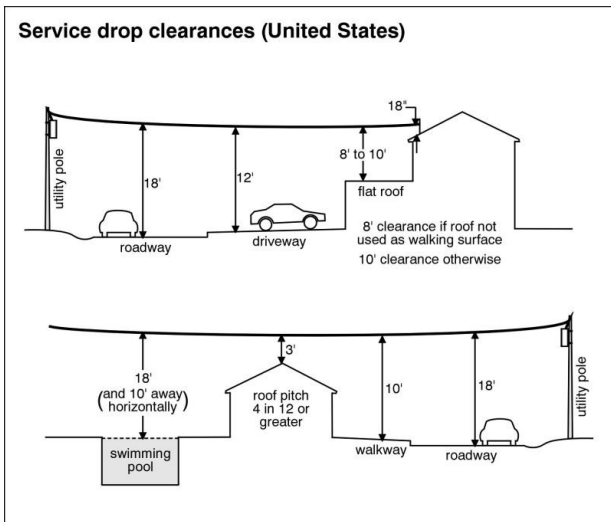 Service drop clearances (United States)
18"
utility pole
18'
12'
8' to 10'
flat roof
roadway
driveway
8' clearance if roof not
used as walking surface
10' clearance otherwise
3'
18'
(and 10' away
horizontally)
roof pitch
4 in 12 or
greater
10'
18'
utility pole
swimming
pool
walkway
roadway